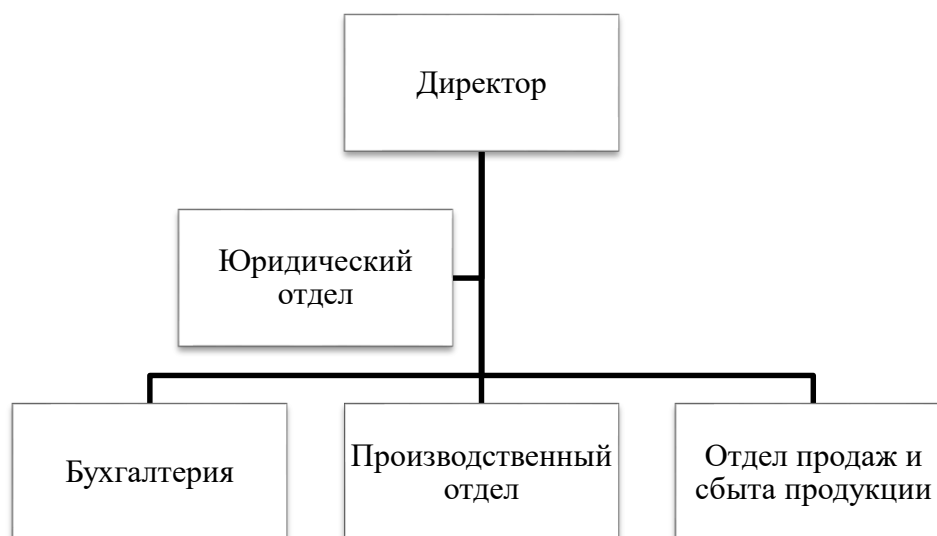 Директор
Юридический
отдел
Бухгалтерия
Производственный
отдел
Отдел продаж и
сбыта продукции